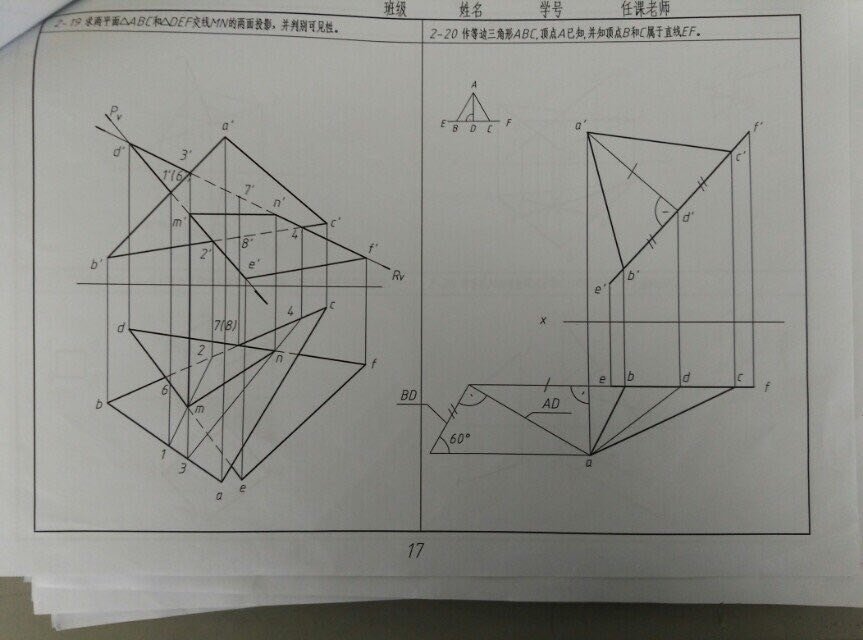 班级 姓名 学号 任课老师
2-19 求两平面△ABC和△DEF交线MN的两面投影，并判别可见性。
2-20 作等边三角形ABC，顶点A已知，并知顶点B和C属于直线EF。
A
E B D C F
Pv
a'
d'
3'
1'(6')
7'
m'
n'
4'
c'
2'
8'
b'
e'
f'
Rv
d
7(8)
4
c
2
n
f
6
b
m
1
3
a
e
a'
f'
c'
d'
b'
e'
x
e b d c f
BD
AD
60°
a
17